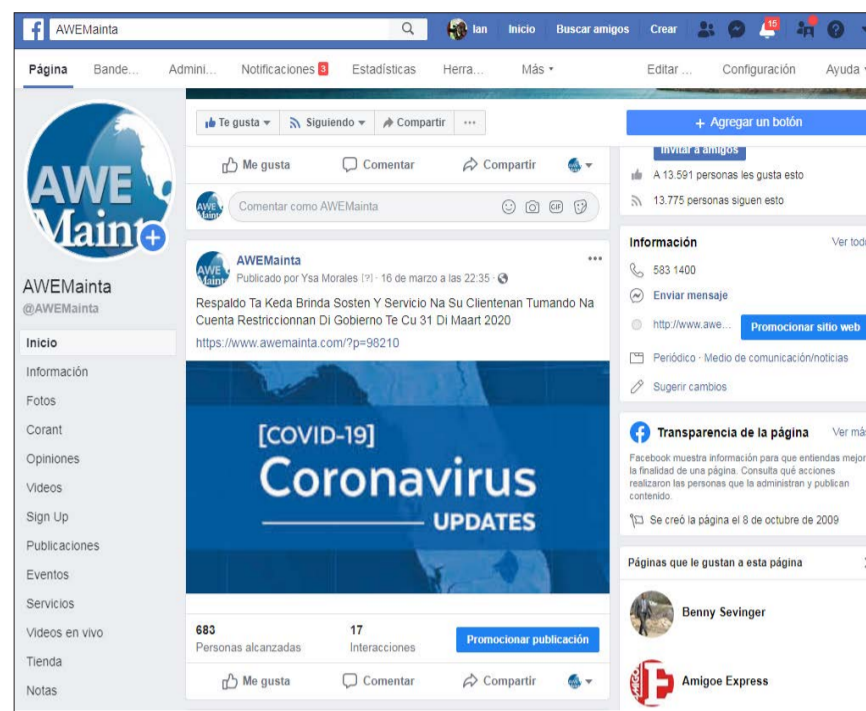 AWEMainta
Ian Inicio Buscar amigos Crear 15
Página Bande... Admini... Notificaciones 3 Estadísticas Herra... Más Editar ... Configuración Ayuda
AWE
Mainta
AWEMainta
@AWEMainta
Inicio
Información
Fotos
Corant
Opiniones
Videos
Sign Up
Publicaciones
Eventos
Servicios
Videos en vivo
Tienda
Notas
Te gusta Siguiendo Compartir ...
Me gusta Comentar Compartir
AWE
Mainta
Comentar como AWEMainta
GIF
AWE
Mainta
AWEMainta
Publicado por Ysa Morales [?] · 16 de marzo a las 22:35 ·
Respaldo Ta Keda Brinda Sosten Y Servicio Na Su Clientenan Tumando Na
Cuenta Restriccionnan Di Gobierno Te Cu 31 Di Maart 2020
https://www.awemainta.com/?p=98210
[COVID-19]
Coronavirus
UPDATES
683
Personas alcanzadas
17
Interacciones
Promocionar publicación
Me gusta Comentar Compartir
+ Agregar un botón
Invitar a amigos
A 13.591 personas les gusta esto
13.775 personas siguen esto
Información Ver todo
583 1400
Enviar mensaje
http://www.awe... Promocionar sitio web
Periódico · Medio de comunicación/noticias
Sugerir cambios
Transparencia de la página Ver más
Facebook muestra información para que entiendas mejor
la finalidad de una página. Consulta qué acciones
realizaron las personas que la administran y publican
contenido.
Se creó la página el 8 de octubre de 2009
Páginas que le gustan a esta página
Benny Sevinger
Amigoe Express